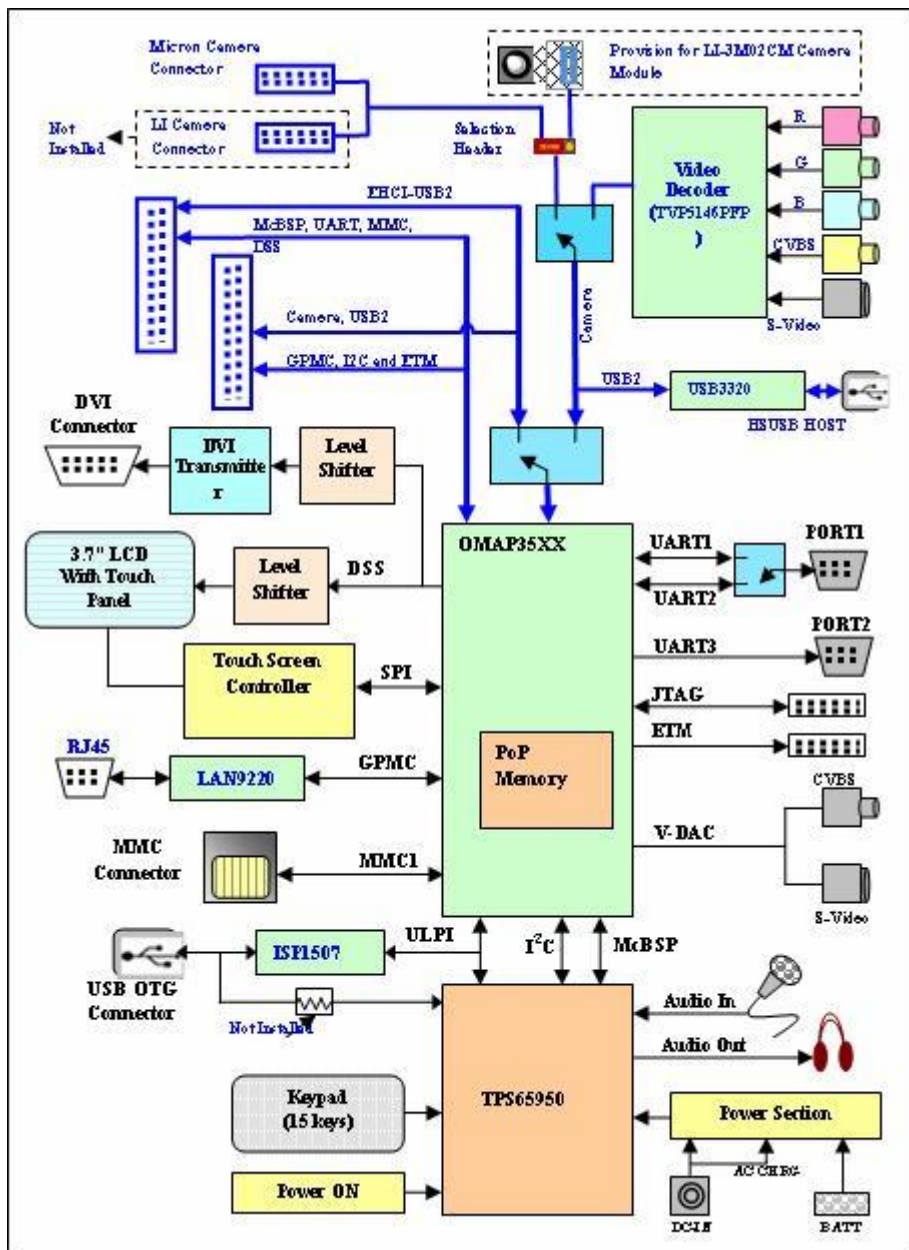 Micron Camera
Connector
Provision for LI-3M02CM Camera
Module
Not
Installed
LI Camera
Connector
Selection
Header
Video
Decoder
(TVP5146PFP
)
R
G
B
CVBS
S-Video
EHCI-USB2
McBSP, UART, MMC,
DSS
Camera, USB2
GPMC, I2C and ETM
Camera
USB2
USB3320
HSUSB HOST
DVI
Connector
DVI
Transmitte
r
Level
Shifter
OMAP35XX
3.7" LCD
With Touch
Panel
Level
Shifter
DSS
UART1
UART2
PORT1
UART3
PORT2
Touch Screen
Controller
SPI
JTAG
ETM
RJ45
LAN9220
GPMC
PoP
Memory
CVBS
V-DAC
S-Video
MMC
Connector
MMC1
USB OTG
Connector
ISP1507
ULPI
I²C
McBSP
Not Installed
Audio In
Audio Out
Keypad
(15 keys)
TPS65950
Power Section
Power ON
AC CHRG
DC-IN
BATT